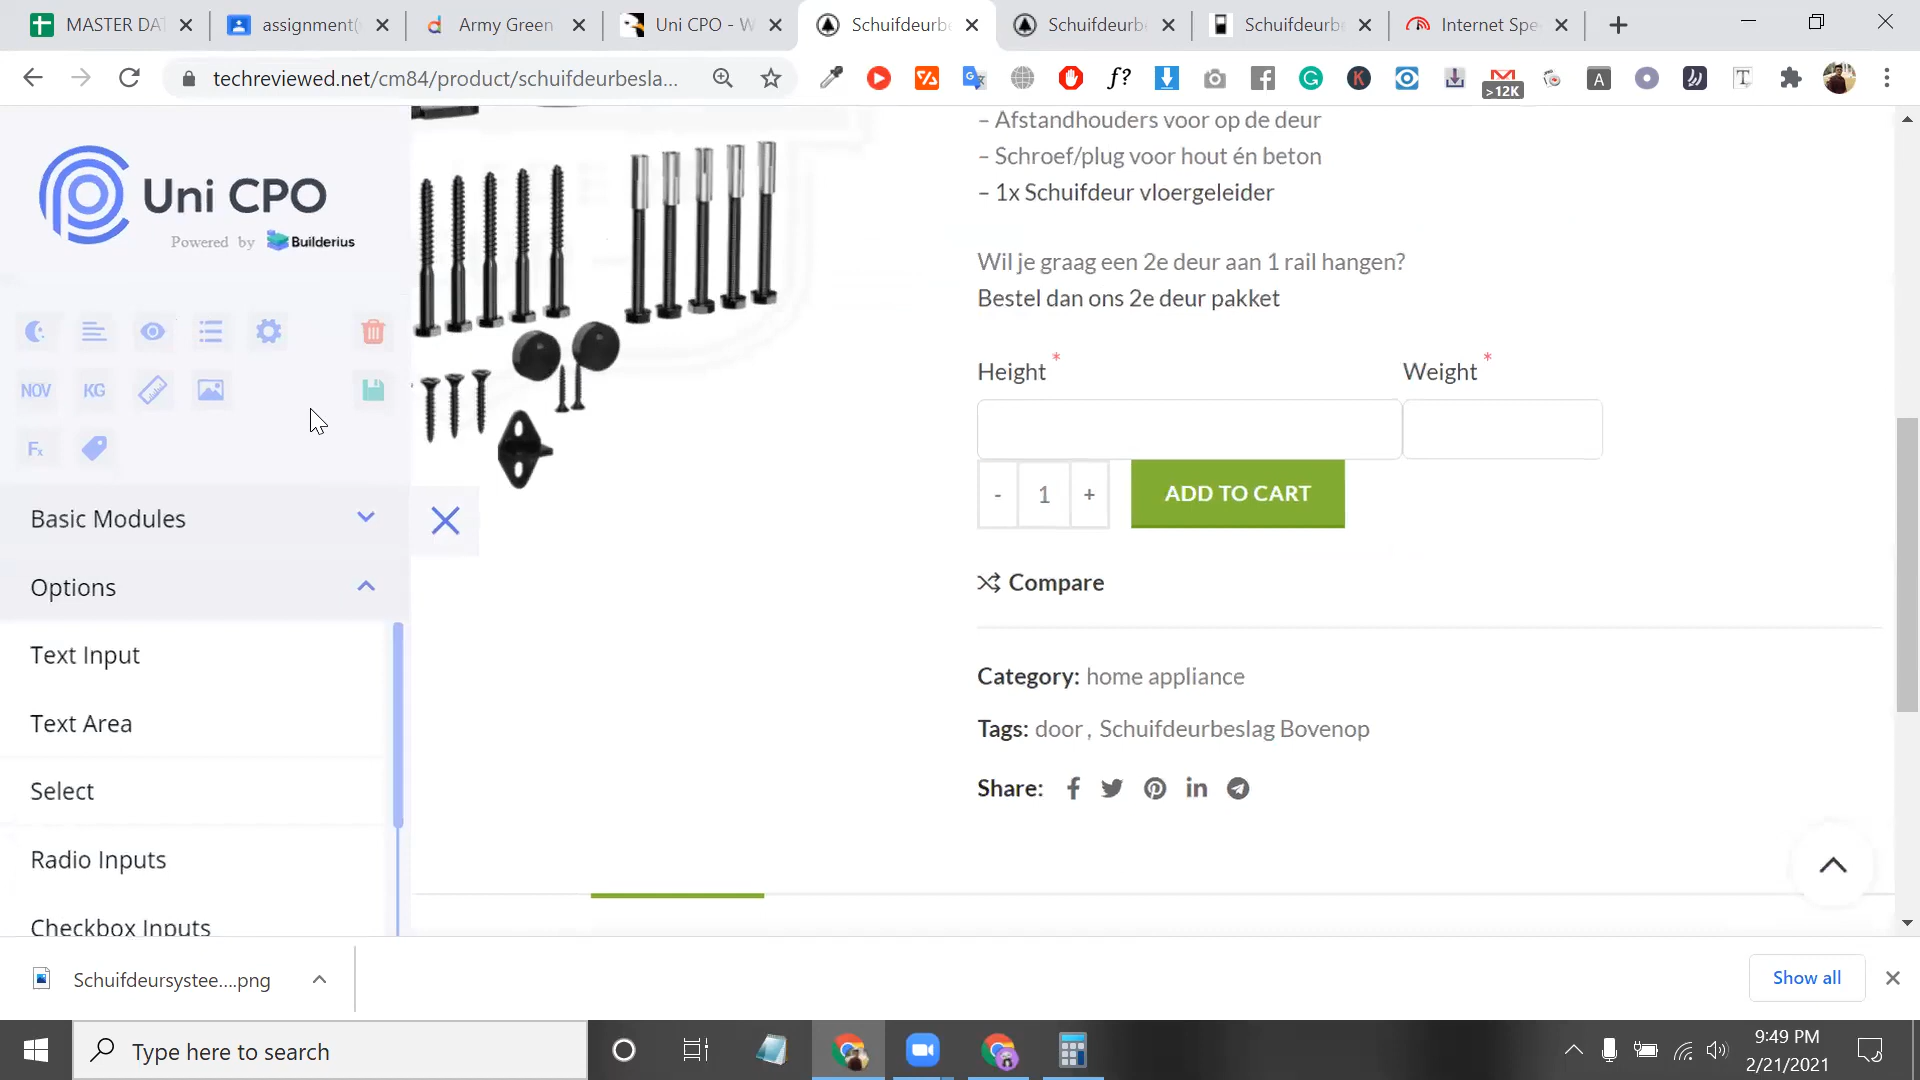 MASTER DA
assignment(
Army Green
Uni CPO - W
Schuifdeurbe
Schuifdeurb
Schuifdeurbe
Internet Spe
techreviewed.net/cm84/product/schuifdeurbesla...
f?
>12K
Uni CPO
Powered by Builderius
NOV
KG
Fx
Basic Modules
Options
Text Input
Text Area
Select
Radio Inputs
Checkbox Inputs
– Afstandhouders voor op de deur
– Schroef/plug voor hout én beton
– 1x Schuifdeur vloergeleider
Wil je graag een 2e deur aan 1 rail hangen?
Bestel dan ons 2e deur pakket
Height * Weight *
- 1 + ADD TO CART
Compare
Category: home appliance
Tags: door, Schuifdeurbeslag Bovenop
Share:
Schuifdeursystee....png
Show all
Type here to search
9:49 PM
2/21/2021